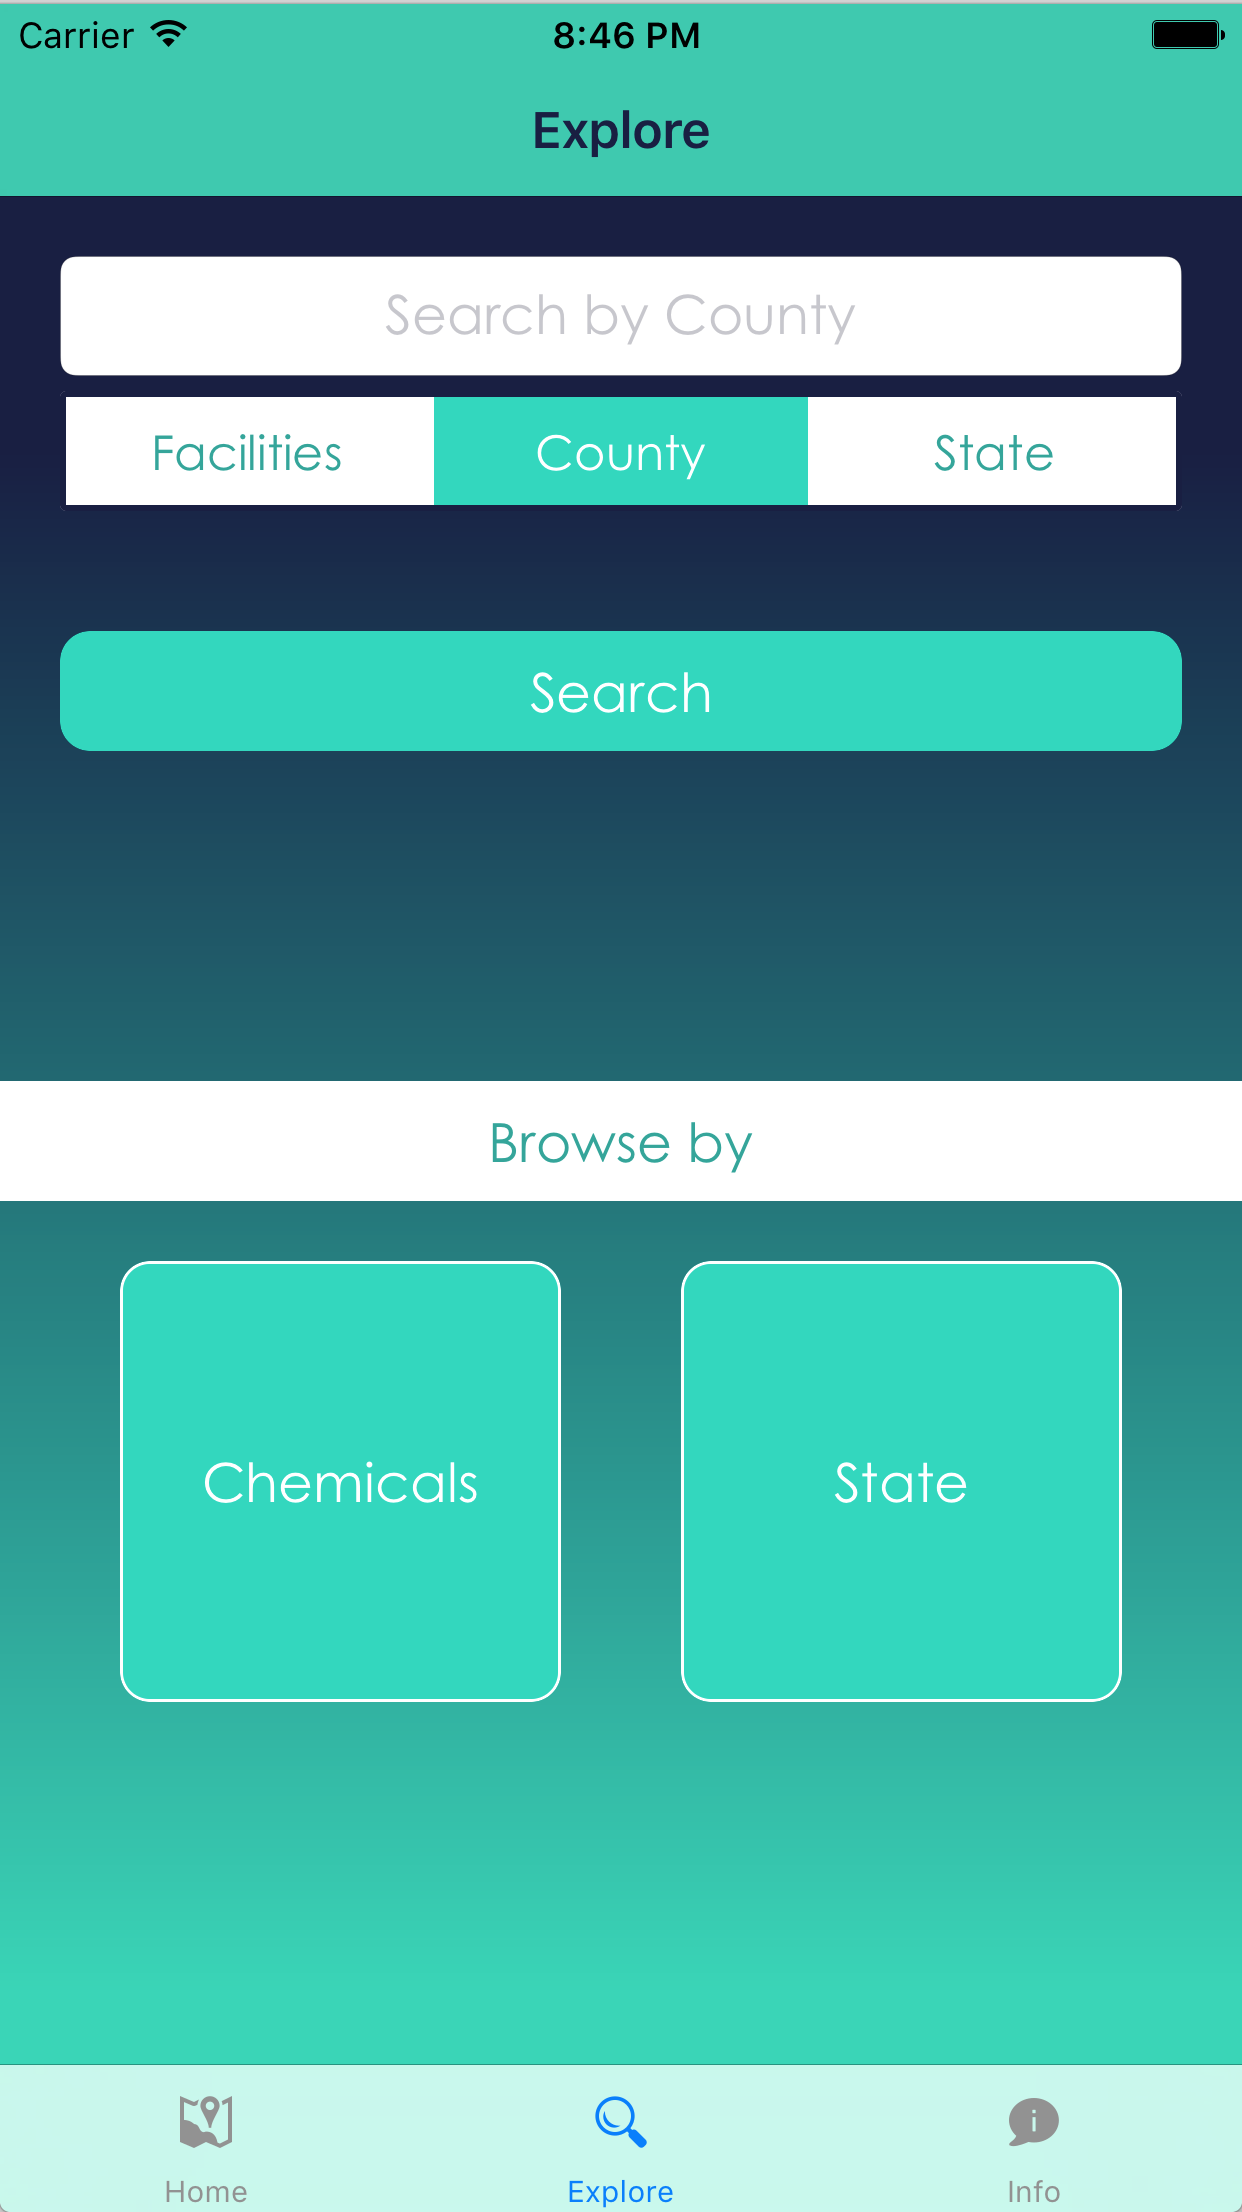 Carrier 8:46 PM
Explore
Search by County
Facilities County State
Search
Browse by
Chemicals State
Home Explore Info